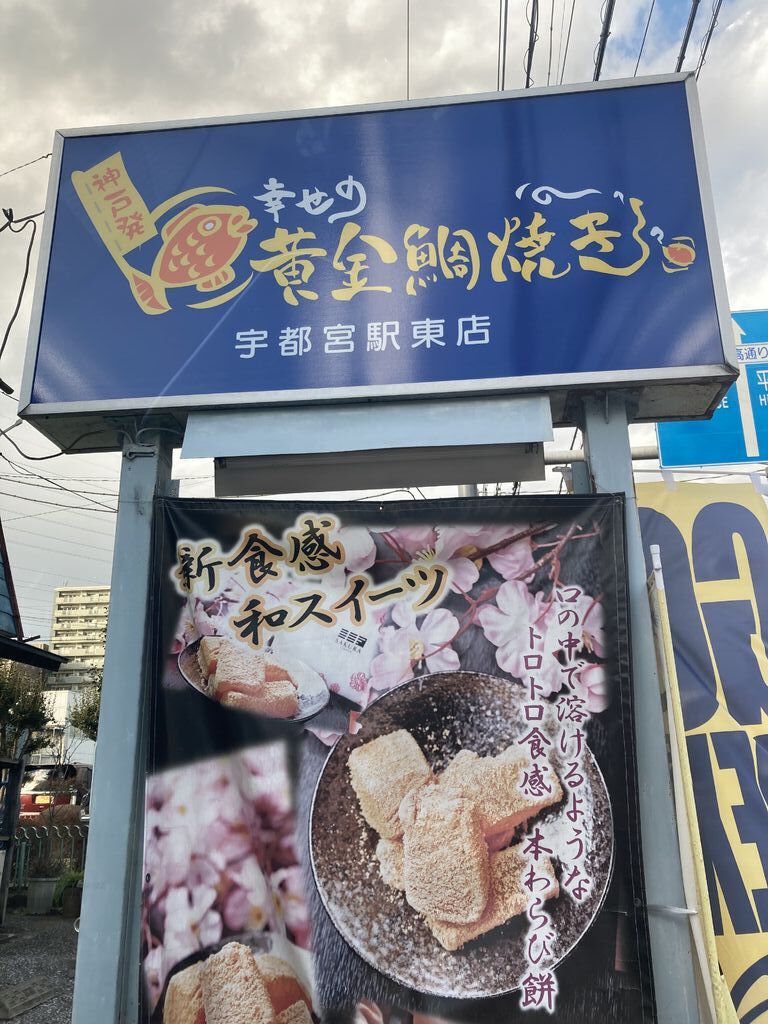 神戸発
幸せの
黄金鯛焼き
宇都宮駅東店
新食感
和スイーツ
SAKURA
口の中で溶けるような
トロトロ食感 本わらび餅